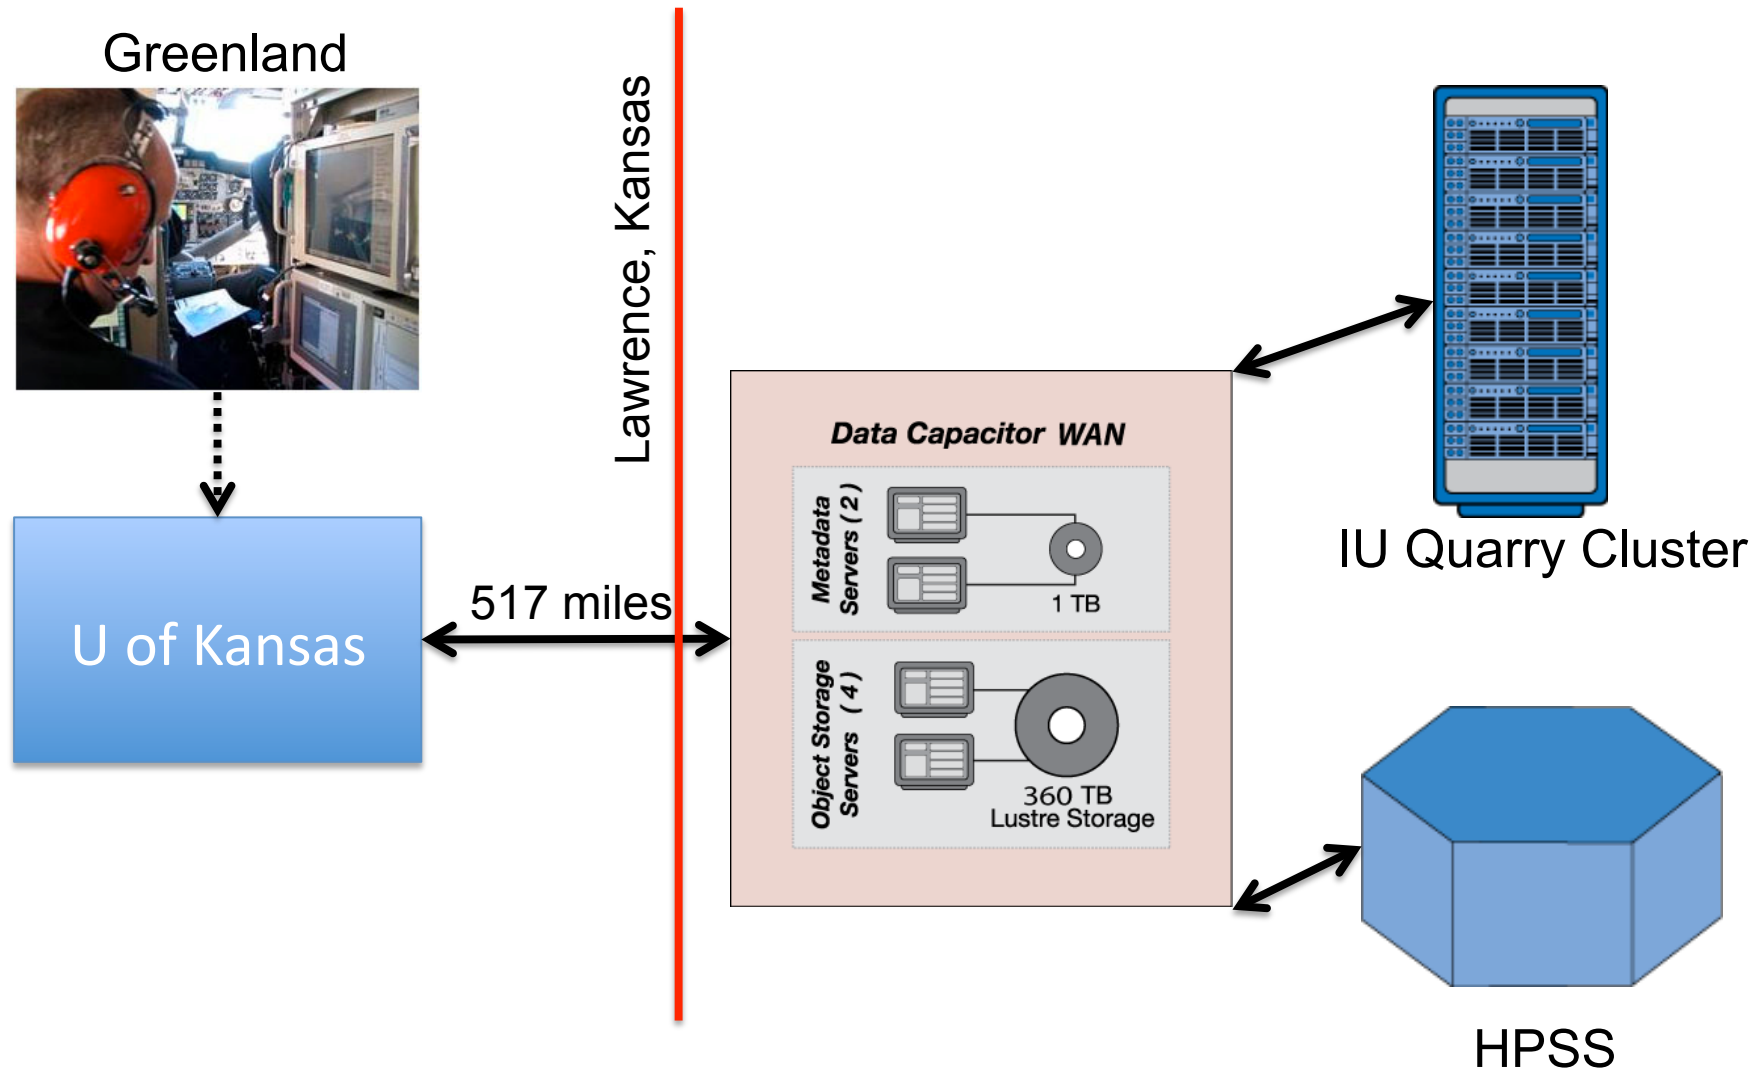 Greenland
Lawrence, Kansas
U of Kansas
517 miles
Data Capacitor WAN
Metadata
Servers (2)
1 TB
Object Storage
Servers (4)
360 TB
Lustre Storage
IU Quarry Cluster
HPSS